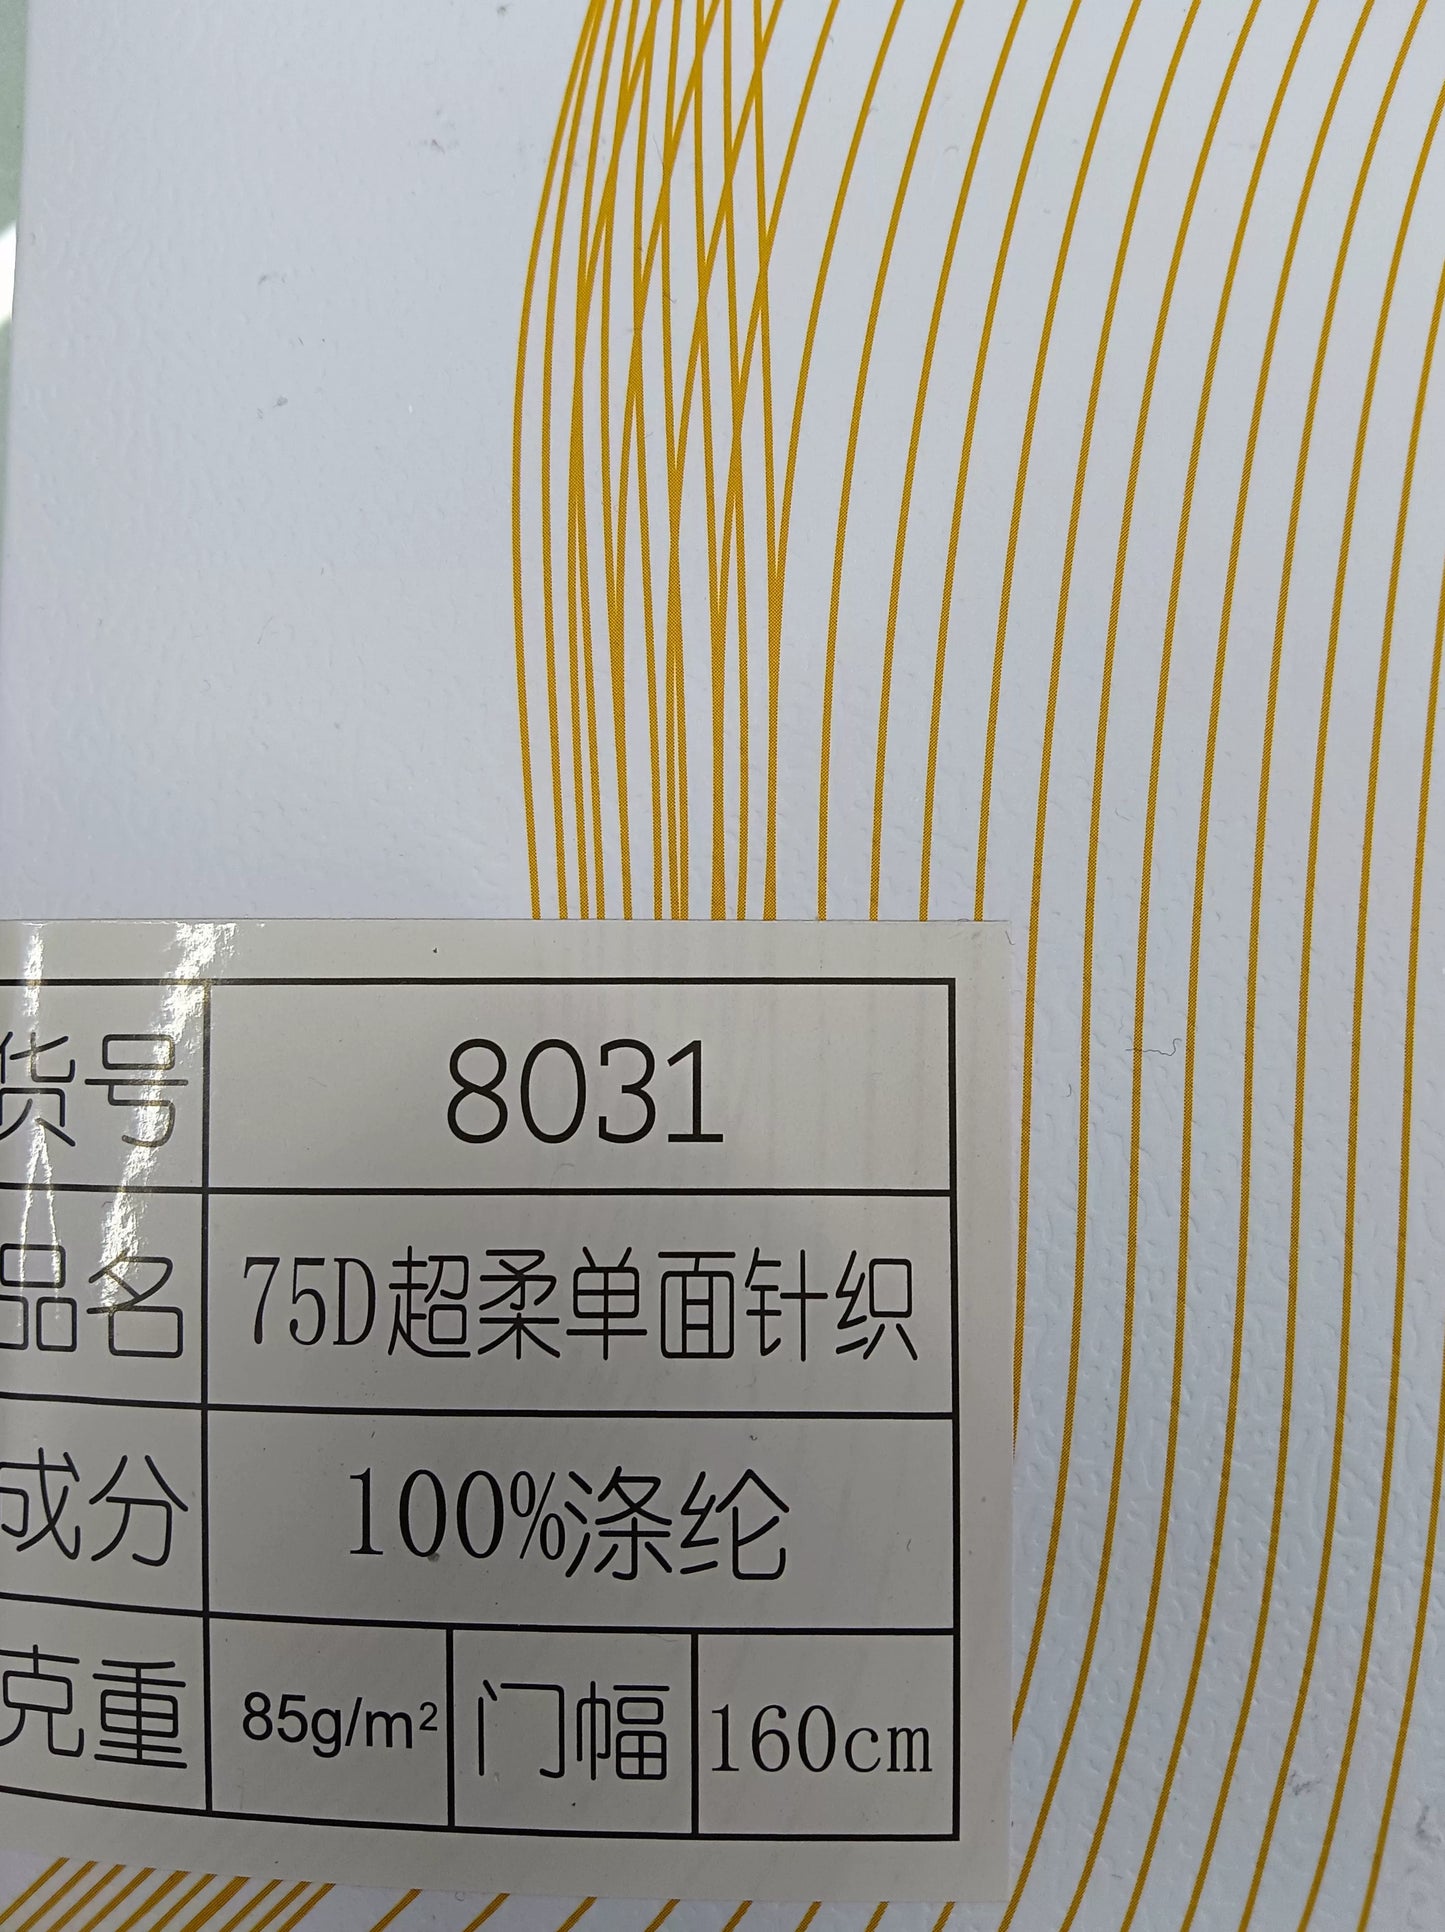 货号 8031
品名 75D超柔单面针织
成分 100%涤纶
克重 85g/m² 门幅 160cm